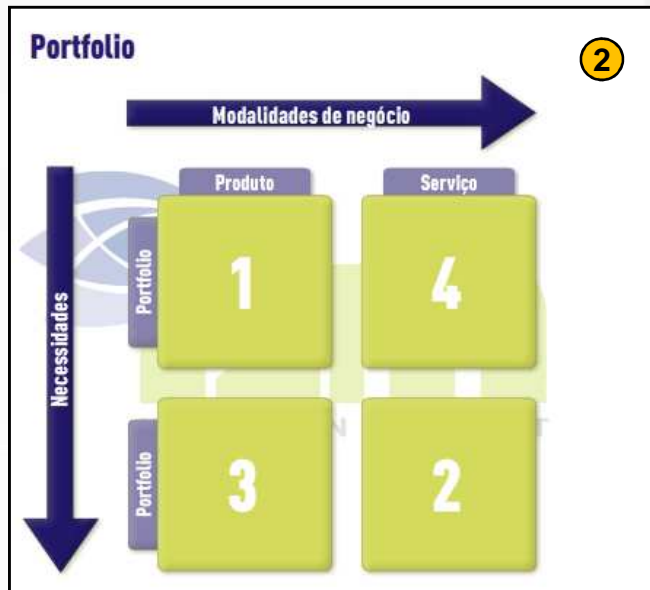 Portfolio
2
Modalidades de negócio
Produto
Serviço
Necessidades
Portfolio
1
4
Portfolio
3
2